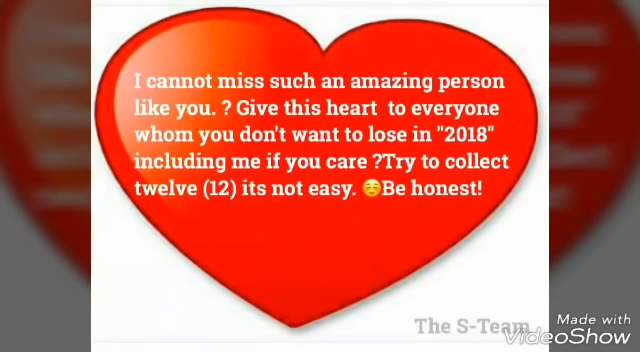 I cannot miss such an amazing person
like you. ? Give this heart to everyone
whom you don't want to lose in "2018"
including me if you care ?Try to collect
twelve (12) its not easy. ☺️Be honest!
The S-Team
Made with
VideoShow